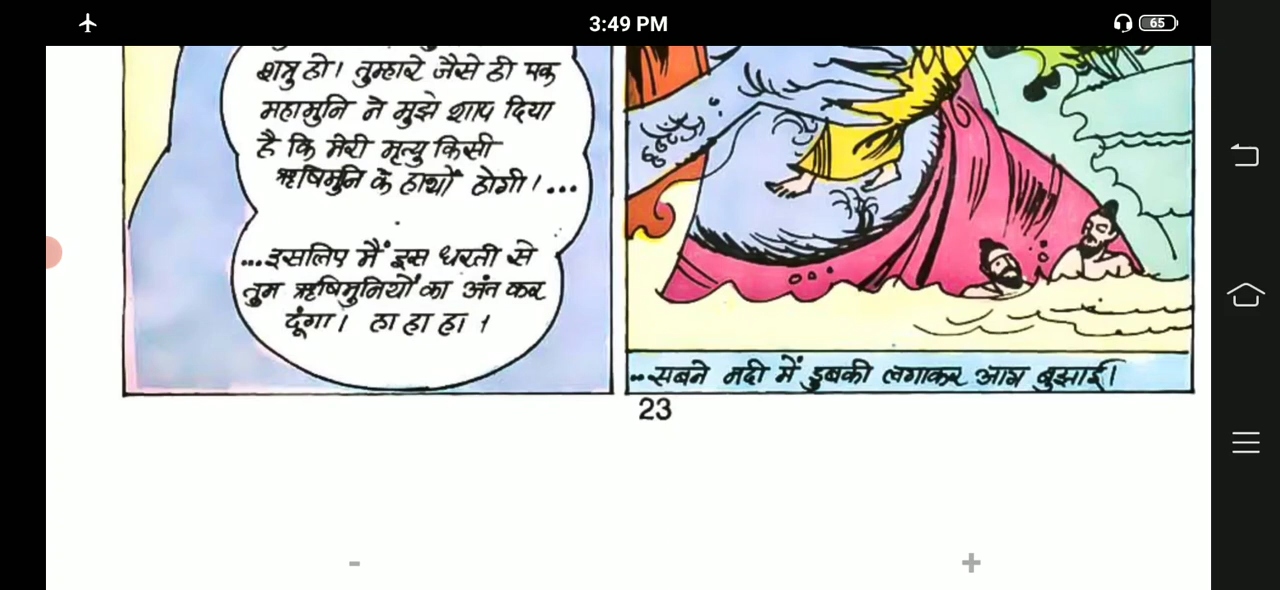 3:49 PM
65
शत्रु हो। तुम्हारे जैसे ही एक
महामुनि ने मुझे शाप दिया
है कि मेरी मृत्यु किसी
ऋषिमुनि के हाथों होगी।...
...इसलिए मैं इस धरती से
तुम ऋषिमुनियों का अंत कर
दूंगा। हा हा हा ।
...सबने नदी में डुबकी लगाकर आग बुझाई।
23
- +